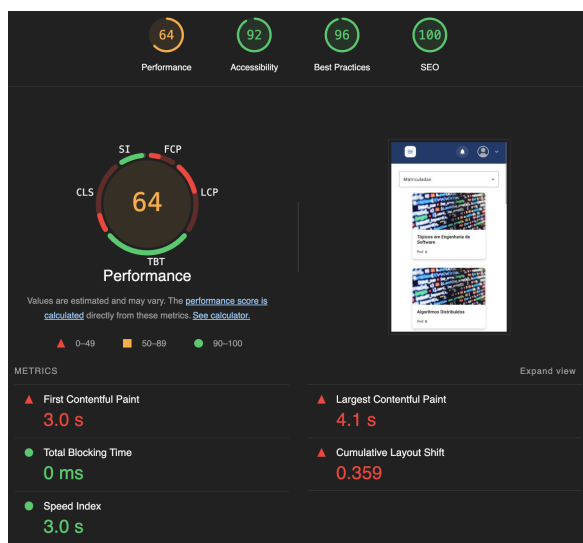 64
92
96
100
Performance
Accessibility
Best Practices
SEO
SI
FCP
CLS
LCP
64
TBT
Performance
Values are estimated and may vary. The performance score is
calculated directly from these metrics. See calculator.
0–49
50–89
90–100
Matriculadas
Tópicos em Engenharia de
Software
Prof. A
Algoritmos Distribuídos
Prof. B
METRICS
Expand view
First Contentful Paint
3.0 s
Largest Contentful Paint
4.1 s
Total Blocking Time
0 ms
Cumulative Layout Shift
0.359
Speed Index
3.0 s